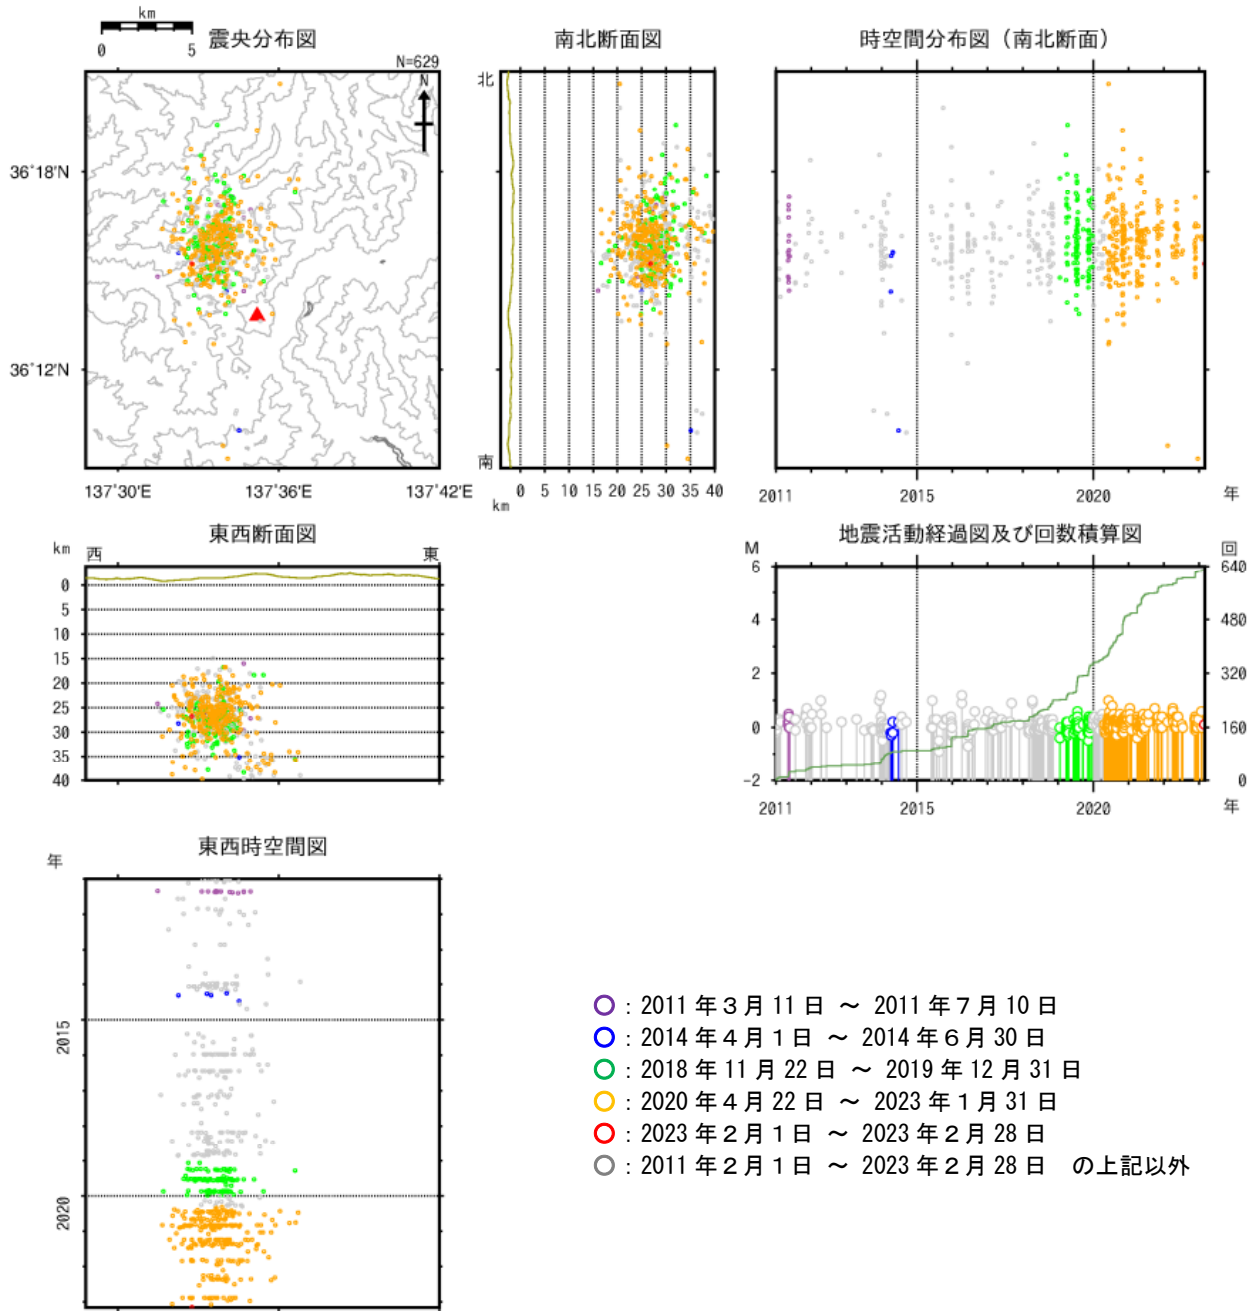 km
0 5
震央分布図
N=629
N
36°18'N
36°12'N
137°30'E 137°36'E 137°42'E
南北断面図
北
南
0 5 10 15 20 25 30 35 40
km
時空間分布図（南北断面）
2011 2015 2020 年
東西断面図
km
西 東
0
5
10
15
20
25
30
35
40
地震活動経過図及び回数積算図
M 回
6 640
4 480
2 320
0 160
-2 0
2011 2015 2020 年
東西時空間図
年
2015
2020
：2011 年３月 11 日 ～ 2011 年７月 10 日
：2014 年４月１日 ～ 2014 年６月 30 日
：2018 年 11 月 22 日 ～ 2019 年 12 月 31 日
：2020 年４月 22 日 ～ 2023 年１月 31 日
：2023 年２月１日 ～ 2023 年２月 28 日
：2011 年２月１日 ～ 2023 年２月 28 日 の上記以外